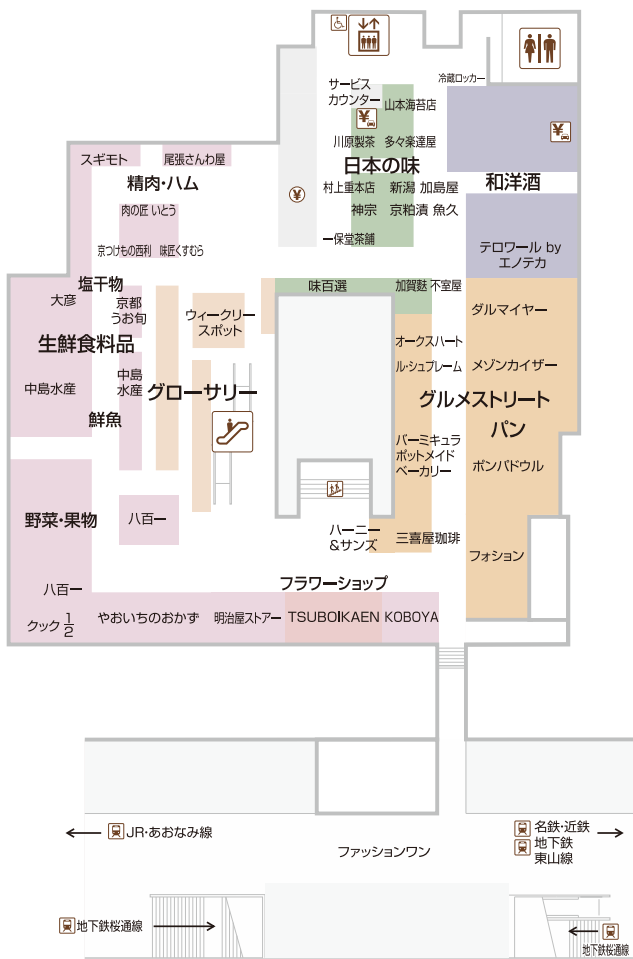 サービス
カウンター
冷蔵ロッカー
山本海苔店
¥
¥
川原製茶
多々楽達屋
日本の味
スギモト
尾張さんわ屋
精肉・ハム
村上重本店
新潟 加島屋
和洋酒
¥
神宗
京粕漬 魚久
肉の匠 いとう
一保堂茶舗
京つけもの西利
味匠くすむら
テロワール by
エノテカ
塩干物
味百選
加賀麩 不室屋
大彦
京都
うお旬
ウィークリー
スポット
ダルマイヤー
生鮮食料品
オークスハート
ル・シュプレーム
メゾンカイザー
中島水産
中島
水産
グローサリー
グルメストリート
鮮魚
パン
バーミキュラ
ポットメイド
ベーカリー
ボンパドウル
野菜・果物
八百一
ハーニー
&サンズ
三喜屋珈琲
フォション
フラワーショップ
八百一
クック 1/2
やおいちのおかず
明治屋ストアー
TSUBOIKAEN
KOBOYA
JR・あおなみ線
名鉄・近鉄
地下鉄
東山線
ファッションワン
地下鉄桜通線
地下鉄桜通線